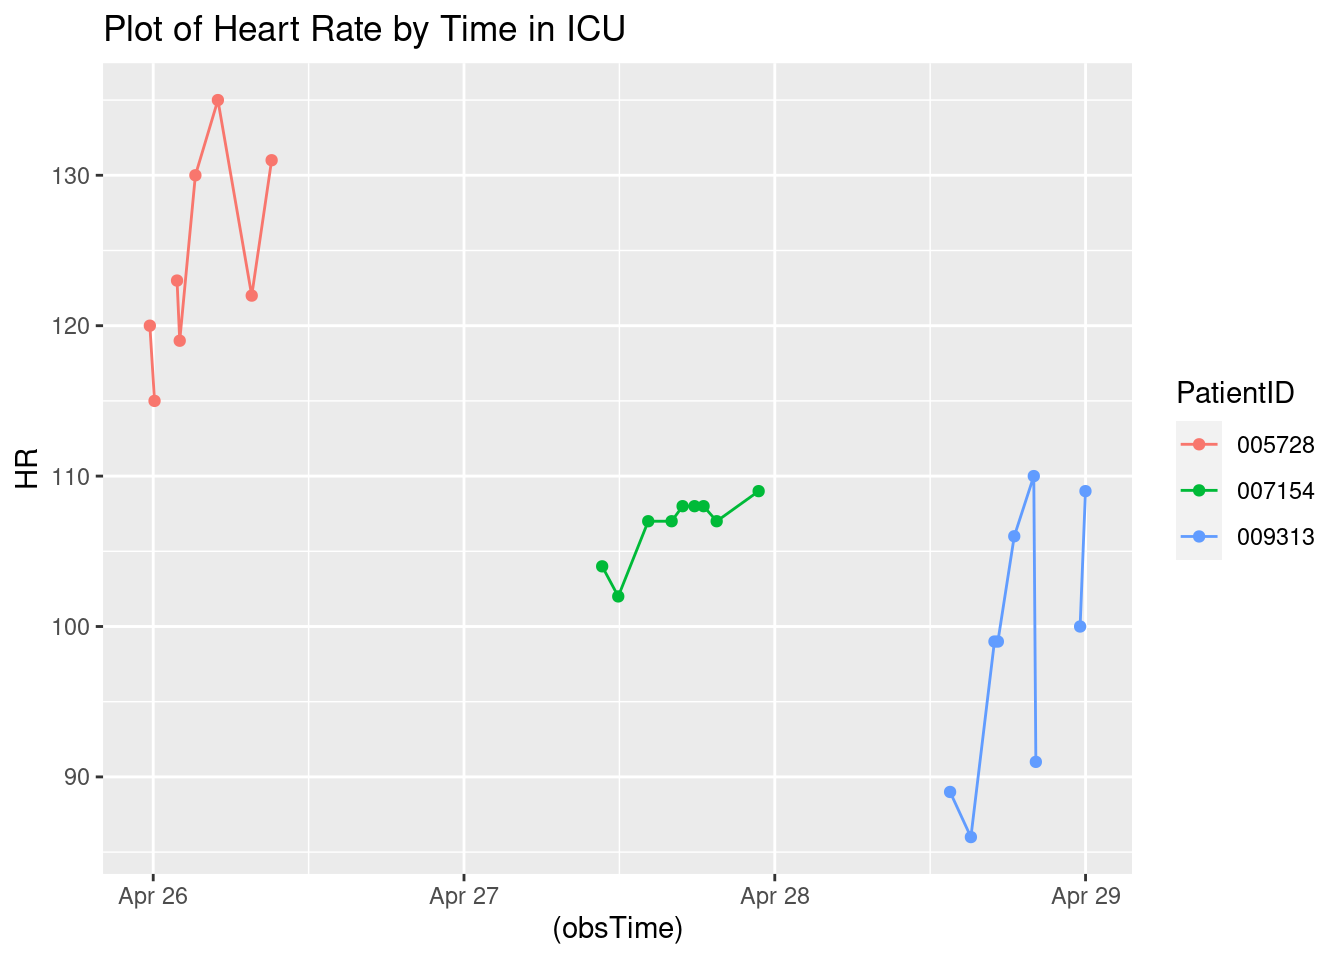 Plot of Heart Rate by Time in ICU
130
120
110
100
90
HR
Apr 26
Apr 27
Apr 28
Apr 29
(obsTime)
PatientID
005728
007154
009313